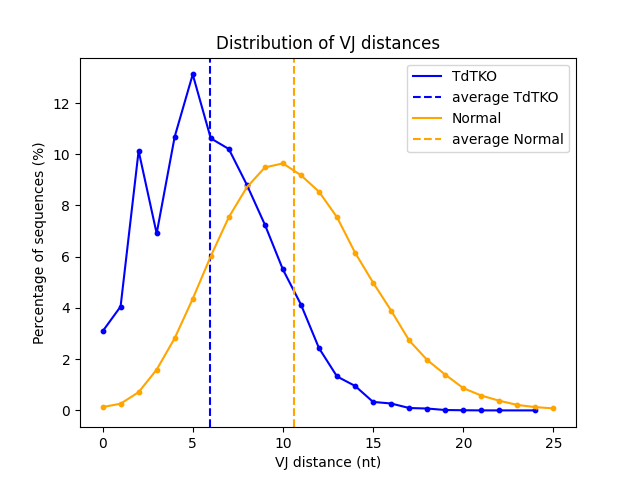 Distribution of VJ distances
TdTKO
average TdTKO
Normal
average Normal
Percentage of sequences (%)
12
10
8
6
4
2
0
0 5 10 15 20 25
VJ distance (nt)